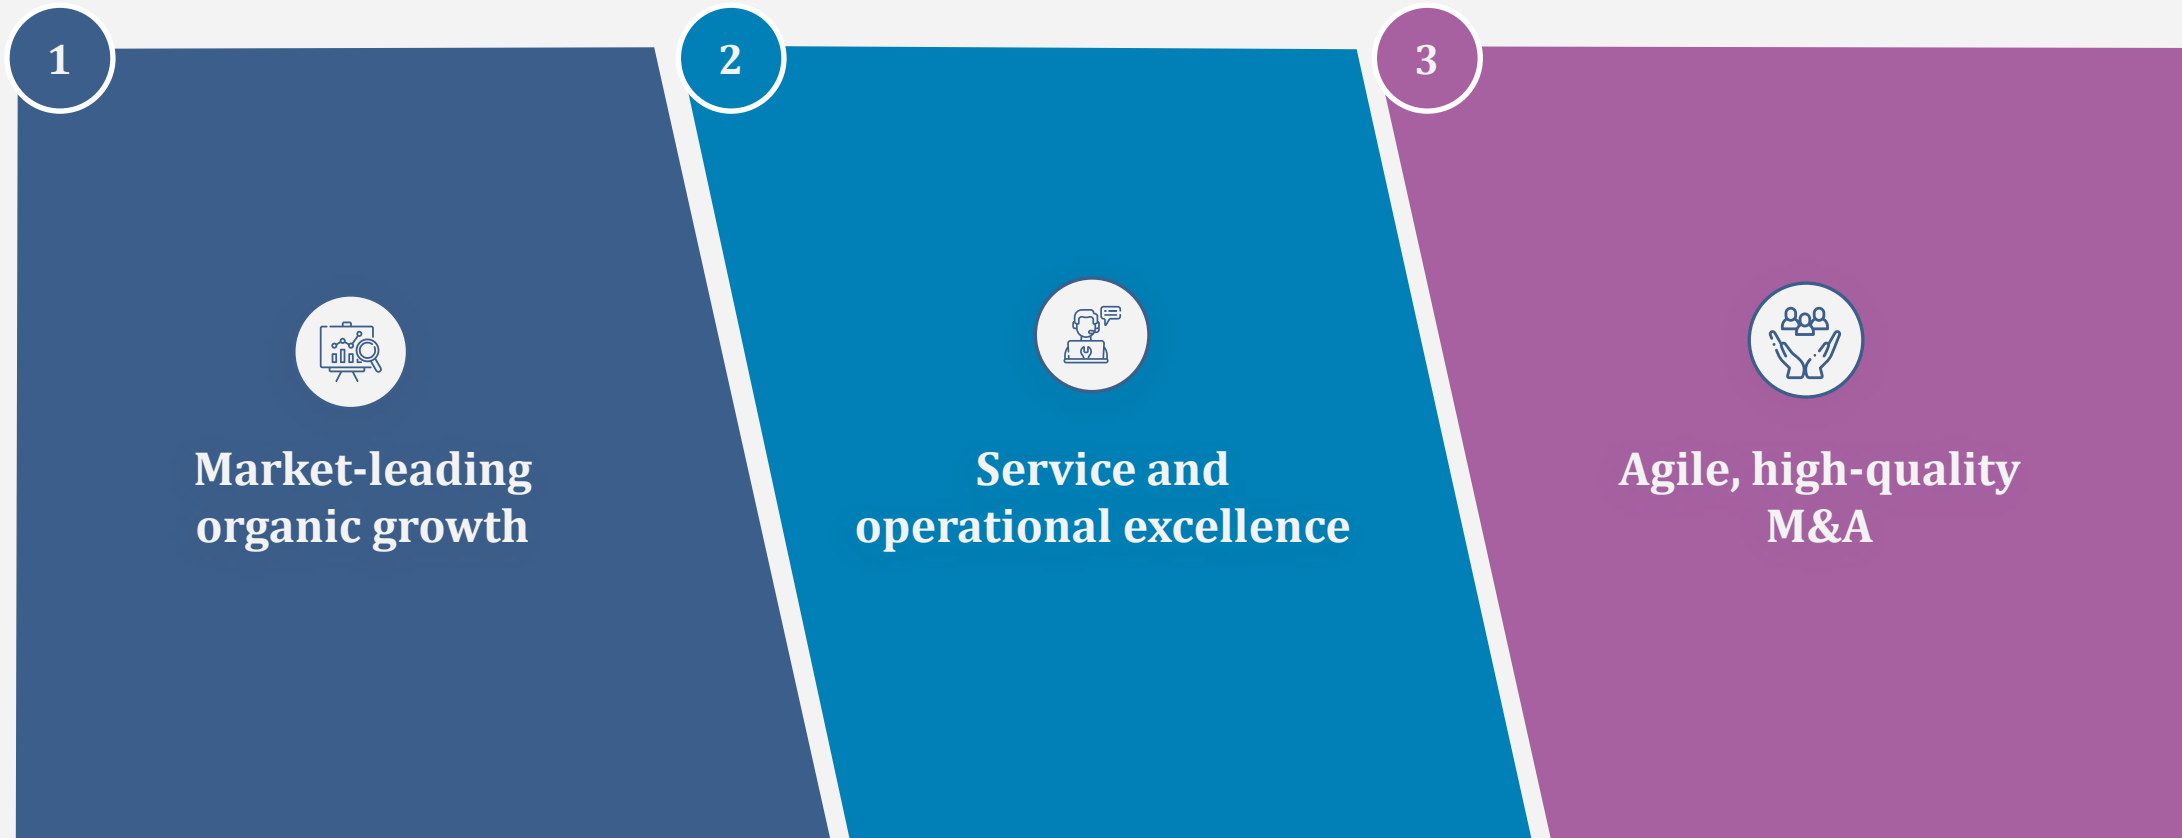 1
Market-leading
organic growth
2
Service and
operational excellence
3
Agile, high-quality
M&A